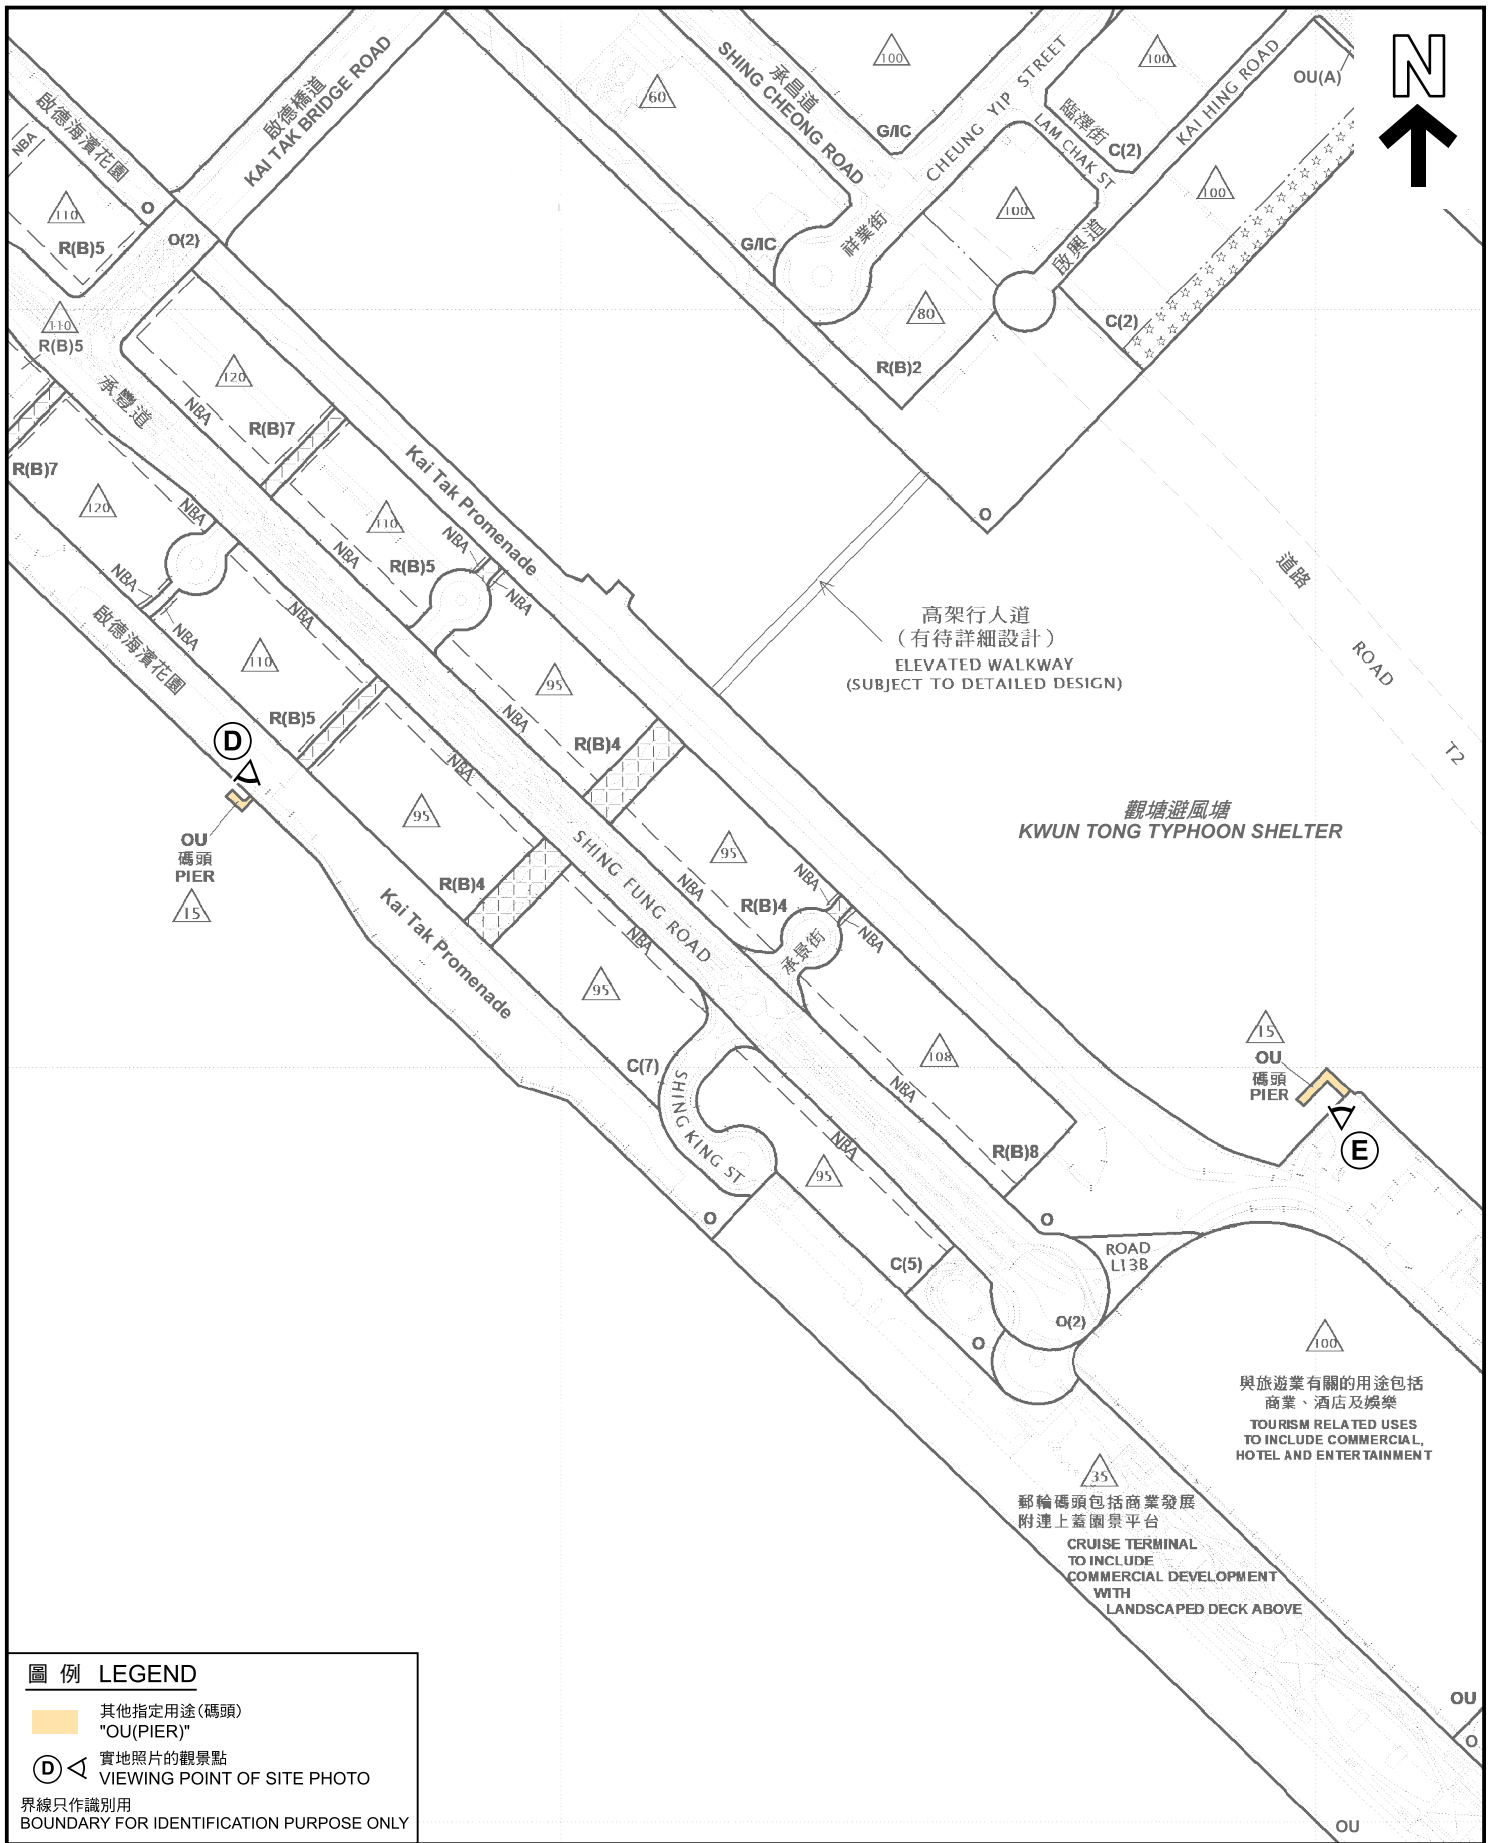 N
啟德海濱花園
NBA
110
R(B)5
O
啟德橋道
KAI TAK BRIDGE ROAD
O(2)
60
承昌道
SHING CHEONG ROAD
100
G/IC
CHEUNG YIP STREET
祥業街
G/IC
100
臨澤街
LAM CHAK ST
C(2)
KAI HING ROAD
啟興道
OU(A)
100
100
C(2)
80
R(B)2
O
110
R(B)5
承豐道
120
NBA
R(B)7
R(B)7
120
NBA
Kai Tak Promenade
110
NBA
R(B)5
NBA
NBA
NBA
NBA
NBA
啟德海濱花園
NBA
110
R(B)5
高架行人道
（有待詳細設計）
ELEVATED WALKWAY
(SUBJECT TO DETAILED DESIGN)
道路
ROAD
T2
95
NBA
R(B)4
D
OU
碼頭
PIER
15
NBA
95
R(B)4
SHING FUNG ROAD
觀塘避風塘
KWUN TONG TYPHOON SHELTER
95
NBA
R(B)4
NBA
NBA
承景街
Kai Tak Promenade
NBA
95
C(7)
SHING KING ST
108
NBA
R(B)8
15
OU
碼頭
PIER
E
NBA
95
C(5)
O
O
ROAD
L13B
O(2)
O
100
與旅遊業有關的用途包括
商業、酒店及娛樂
TOURISM RELATED USES
TO INCLUDE COMMERCIAL,
HOTEL AND ENTERTAINMENT
35
郵輪碼頭包括商業發展
附連上蓋園景平台
CRUISE TERMINAL
TO INCLUDE
COMMERCIAL DEVELOPMENT
WITH
LANDSCAPED DECK ABOVE
OU
O
OU
圖 例 LEGEND
其他指定用途(碼頭)
"OU(PIER)"
D
實地照片的觀景點
VIEWING POINT OF SITE PHOTO
界線只作識別用
BOUNDARY FOR IDENTIFICATION PURPOSE ONLY